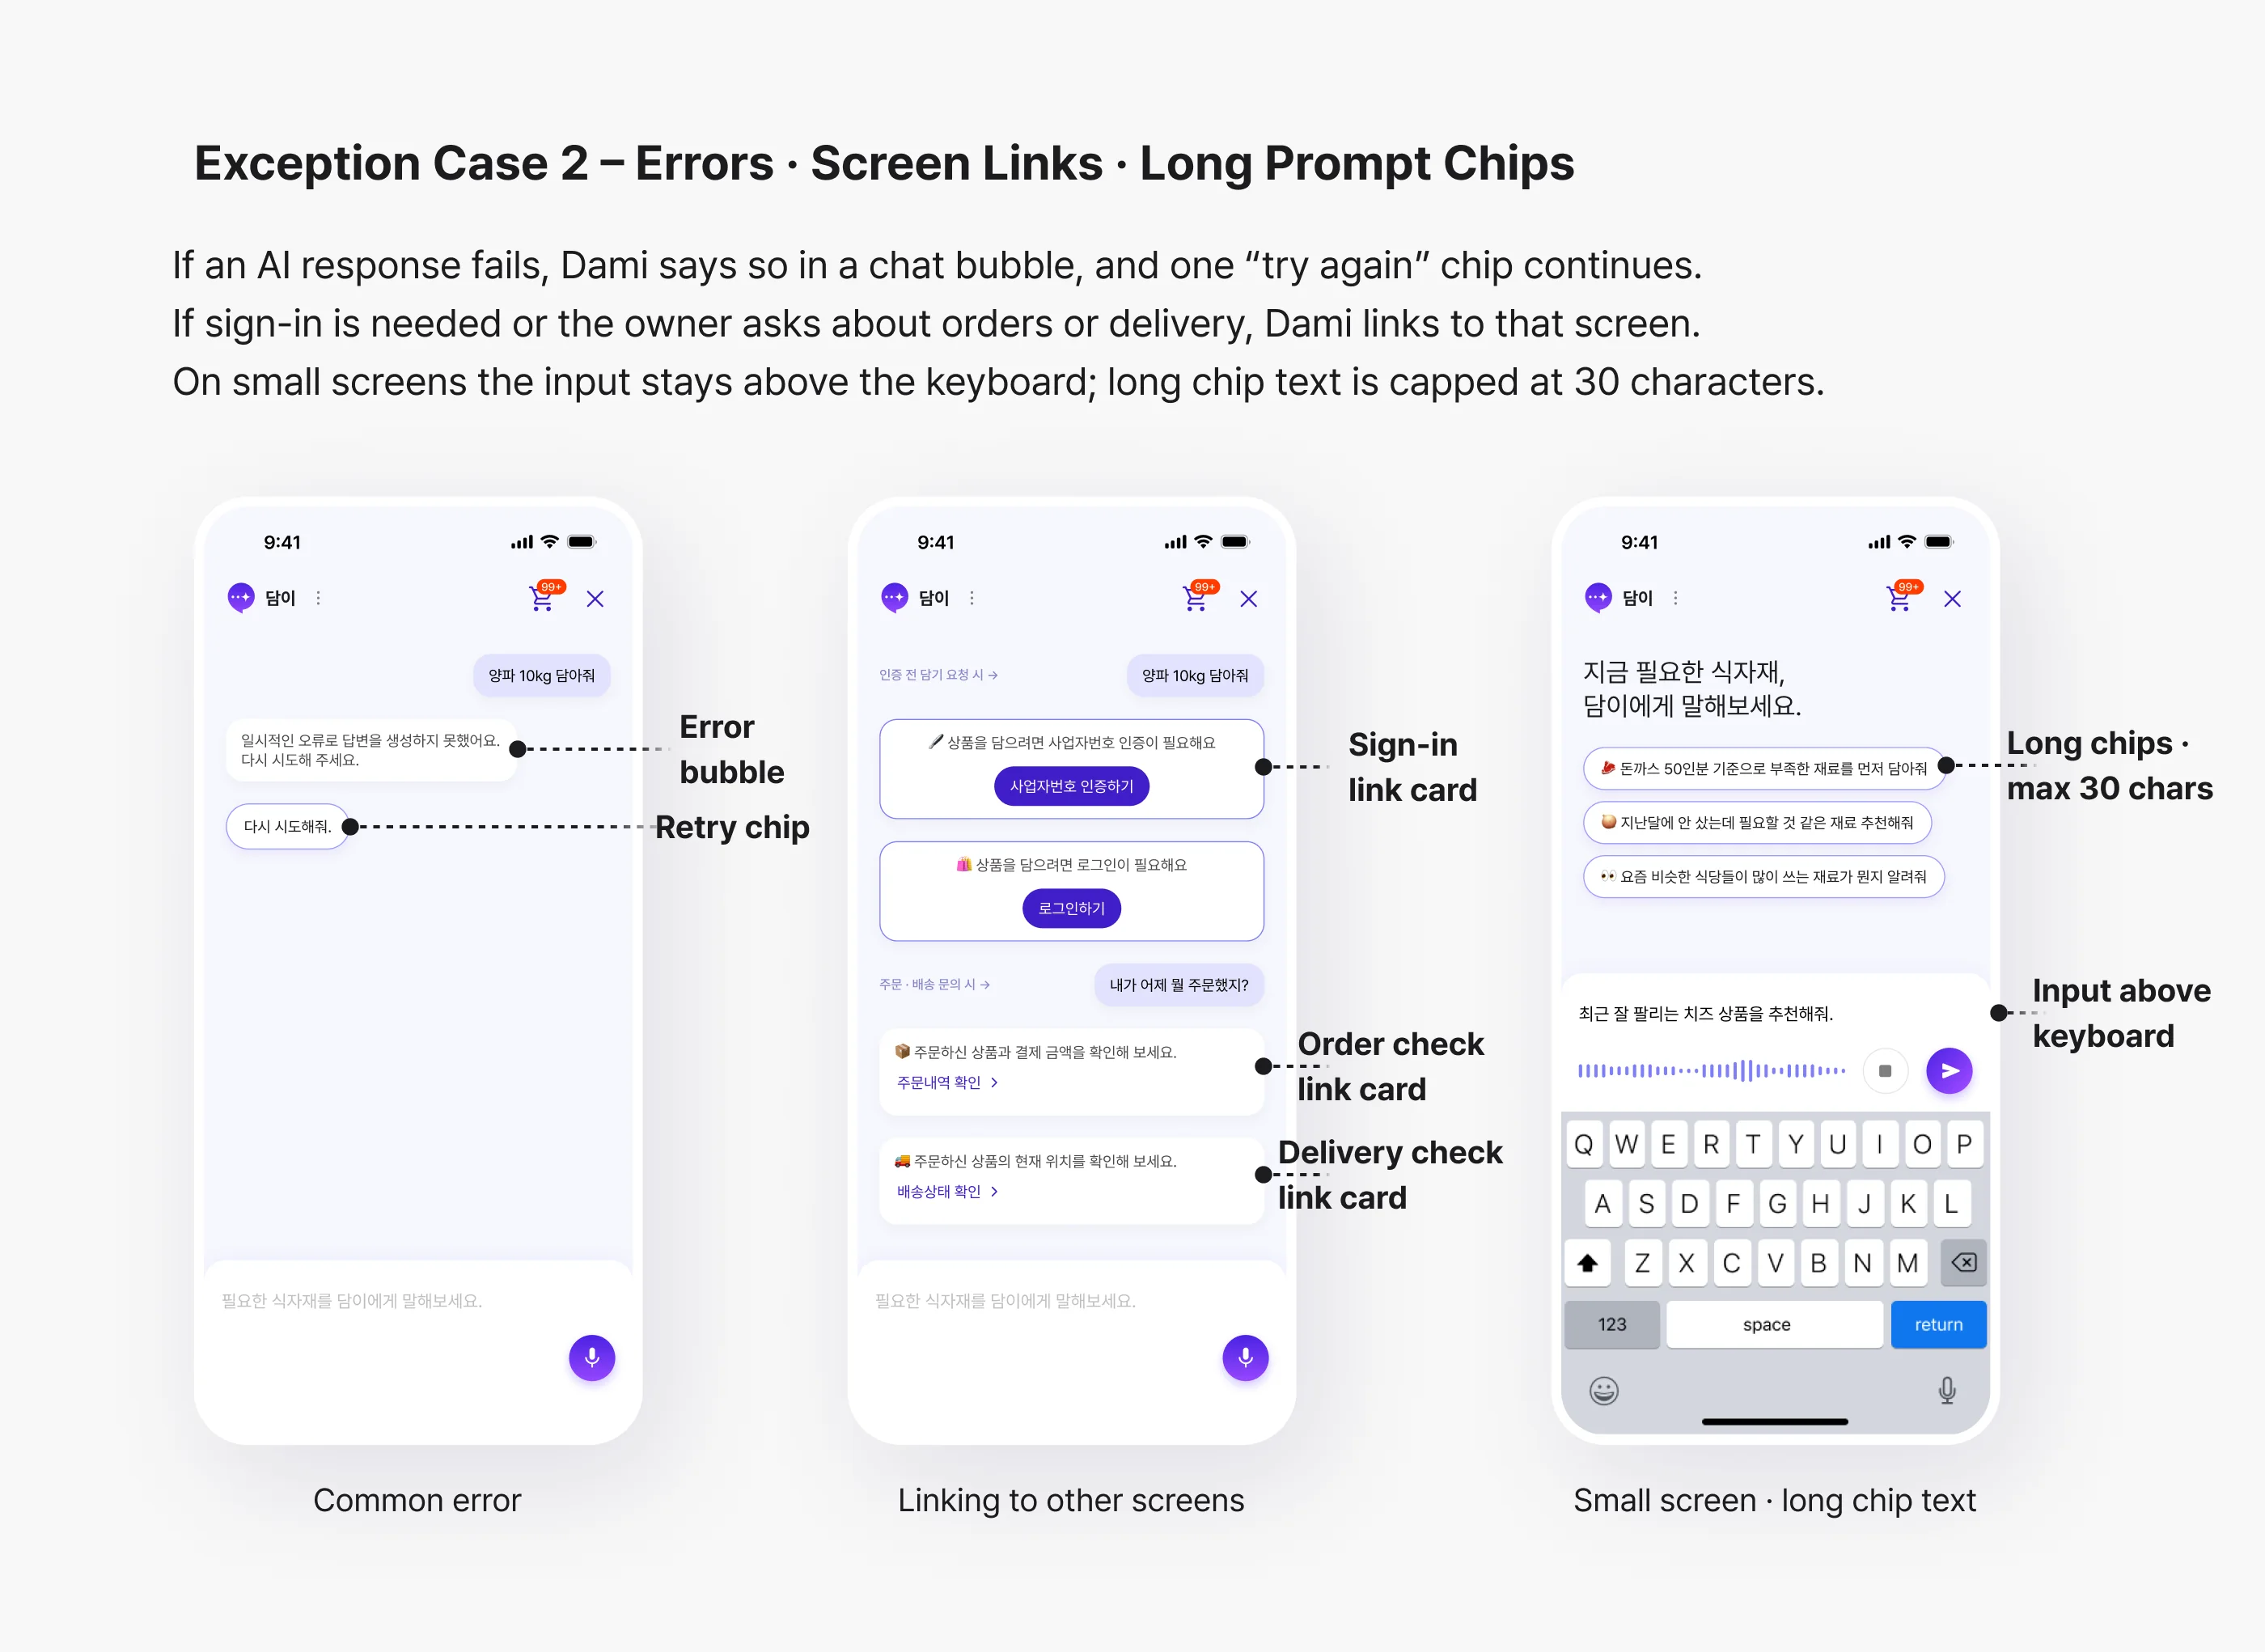 Exception Case 2 – Errors · Screen Links · Long Prompt Chips
If an AI response fails, Dami says so in a chat bubble, and one “try again” chip continues.
If sign-in is needed or the owner asks about orders or delivery, Dami links to that screen.
On small screens the input stays above the keyboard; long chip text is capped at 30 characters.
9:41
담이
99+
양파 10kg 담아줘
일시적인 오류로 답변을 생성하지 못했어요.
다시 시도해 주세요.
Error
bubble
다시 시도해줘.
Retry chip
필요한 식자재를 담이에게 말해보세요.
Common error
9:41
담이
99+
인증 전 담기 요청 시 →
양파 10kg 담아줘
상품을 담으려면 사업자번호 인증이 필요해요
사업자번호 인증하기
Sign-in
link card
상품을 담으려면 로그인이 필요해요
로그인하기
주문 · 배송 문의 시 →
내가 어제 뭘 주문했지?
주문하신 상품과 결제 금액을 확인해 보세요.
주문내역 확인 >
Order check
link card
주문하신 상품의 현재 위치를 확인해 보세요.
배송상태 확인 >
Delivery check
link card
필요한 식자재를 담이에게 말해보세요.
Linking to other screens
9:41
담이
99+
지금 필요한 식자재,
담이에게 말해보세요.
돈까스 50인분 기준으로 부족한 재료를 먼저 담아줘
지난달에 안 샀는데 필요할 것 같은 재료 추천해줘
요즘 비슷한 식당들이 많이 쓰는 재료가 뭔지 알려줘
Long chips ·
max 30 chars
최근 잘 팔리는 치즈 상품을 추천해줘.
Input above
keyboard
Q W E R T Y U I O P
A S D F G H J K L
Z X C V B N M
123 space return
Small screen · long chip text